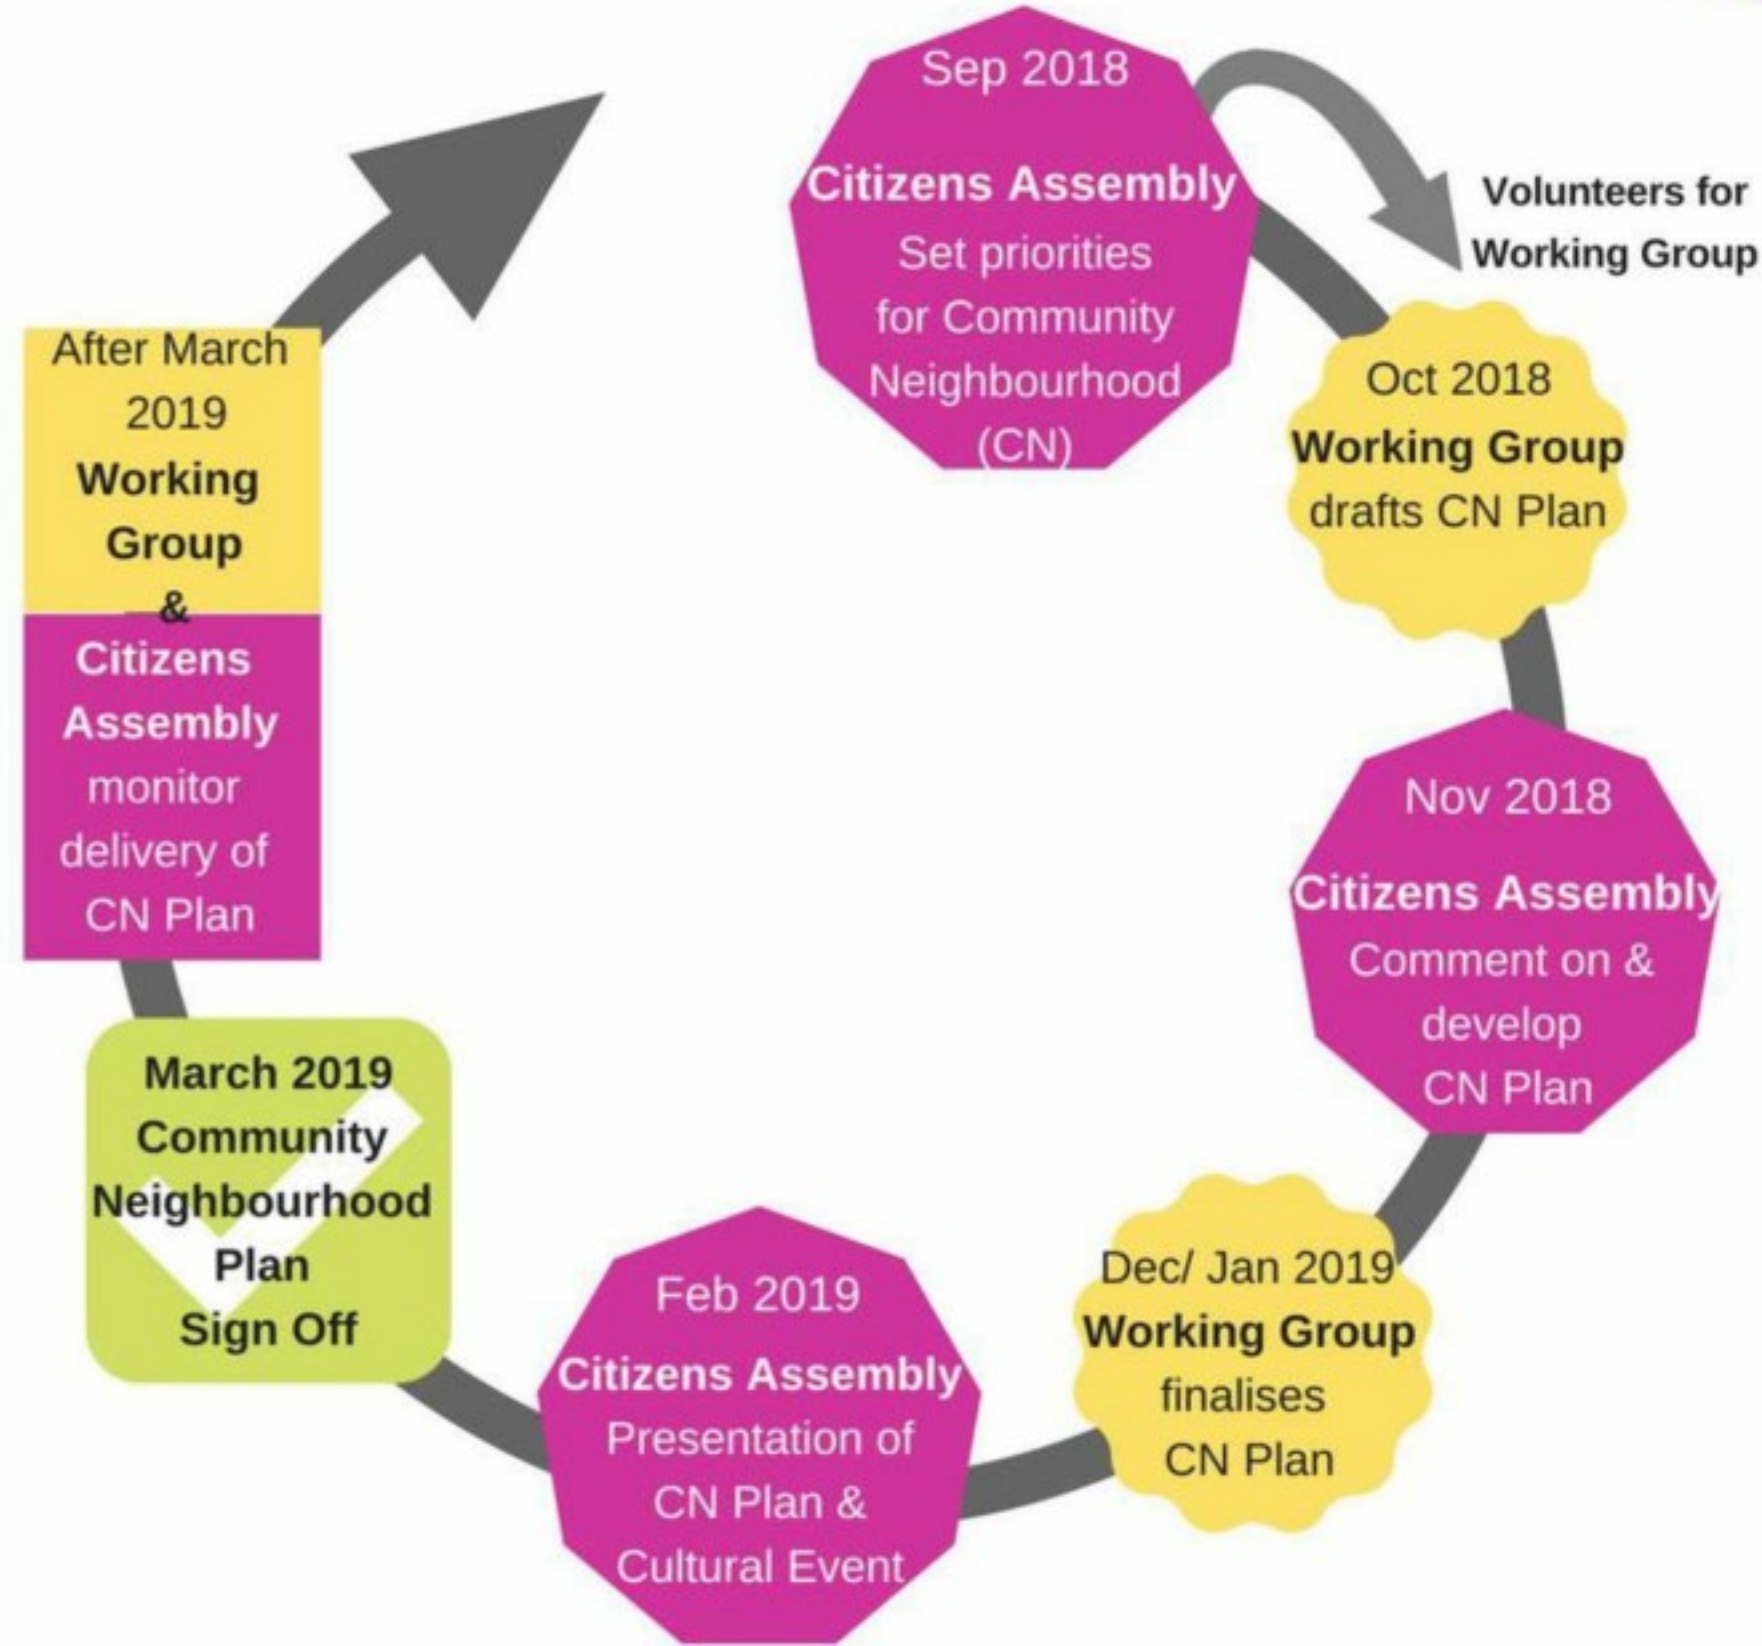 Sep 2018
Citizens Assembly
Set priorities
for Community
Neighbourhood
(CN)
Volunteers for
Working Group
Oct 2018
Working Group
drafts CN Plan
Nov 2018
Citizens Assembly
Comment on &
develop
CN Plan
Dec/ Jan 2019
Working Group
finalises
CN Plan
Feb 2019
Citizens Assembly
Presentation of
CN Plan &
Cultural Event
March 2019
Community
Neighbourhood
Plan
Sign Off
After March
2019
Working
Group
&
Citizens
Assembly
monitor
delivery of
CN Plan